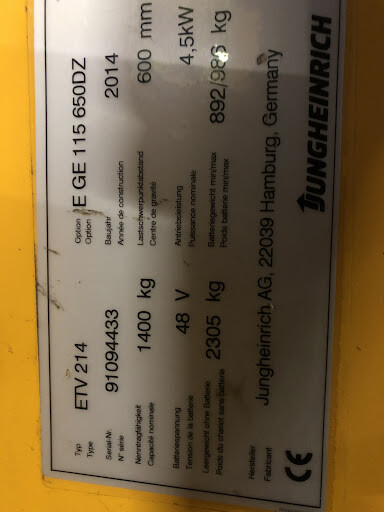 Typ
Type
ETV 214
Option
Option
E GE 115 650DZ
Serial-Nr.
N° série
91094433
Baujahr
Année de construction
2014
Nenntragfähigkeit
Capacité nominale
1400 kg
Lastschwerpunktabstand
Centre de gravité
600 mm
Batteriespannung
Tension de la batterie
48 V
Antriebsleistung
Puissance nominale
4,5kW
Leergewicht ohne Batterie
Poids du chariot sans batterie
2305 kg
Batteriegewicht min/max
Poids batterie min/max
892/986 kg
Hersteller
Fabricant
Jungheinrich AG, 22039 Hamburg, Germany
CE
JUNGHEINRICH